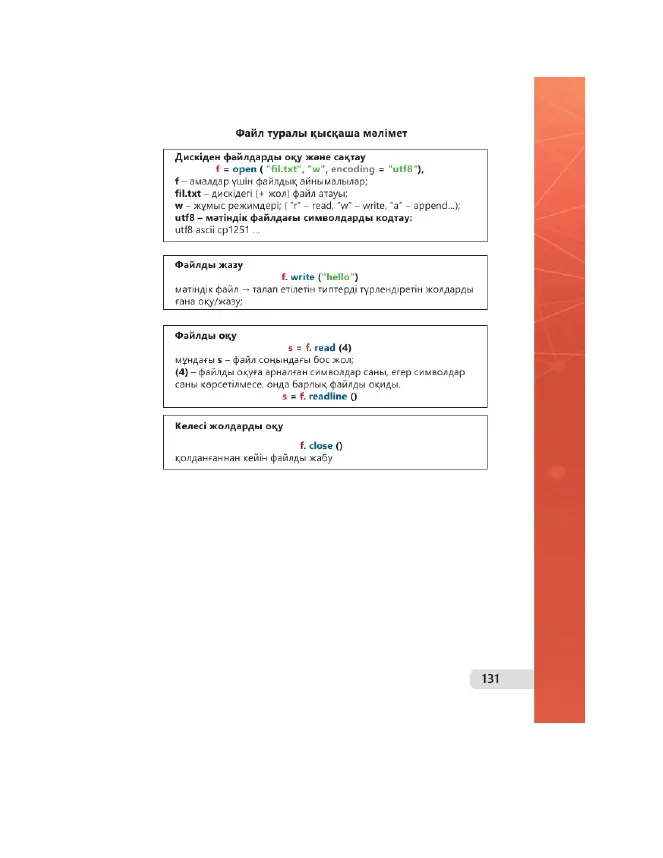 Файл туралы қысқаша мәлімет
Дискіден файлдарды оқу және сақтау
f = open ( "fil.txt", "w", encoding = "utf8"),
f – амалдар үшін файлдық айнымалылар;
fil.txt – дискідегі (+ жол) файл атауы;
w – жұмыс режимдері; ( "r" – read, "w" – write, "a" – append...);
utf8 – мәтіндік файлдағы символдарды кодтау:
utf8 ascii cp1251 ...
Файлды жазу
f. write ("hello")
мәтіндік файл → талап етілетін типтерді түрлендіретін жолдарды
ғана оқу/жазу;
Файлды оқу
s = f. read (4)
мұндағы s – файл соңындағы бос жол;
(4) – файлды оқуға арналған символдар саны, егер символдар
саны көрсетілмесе, онда барлық файлды оқиды.
s = f. readline ()
Келесі жолдарды оқу
f. close ()
қолданғаннан кейін файлды жабу
131